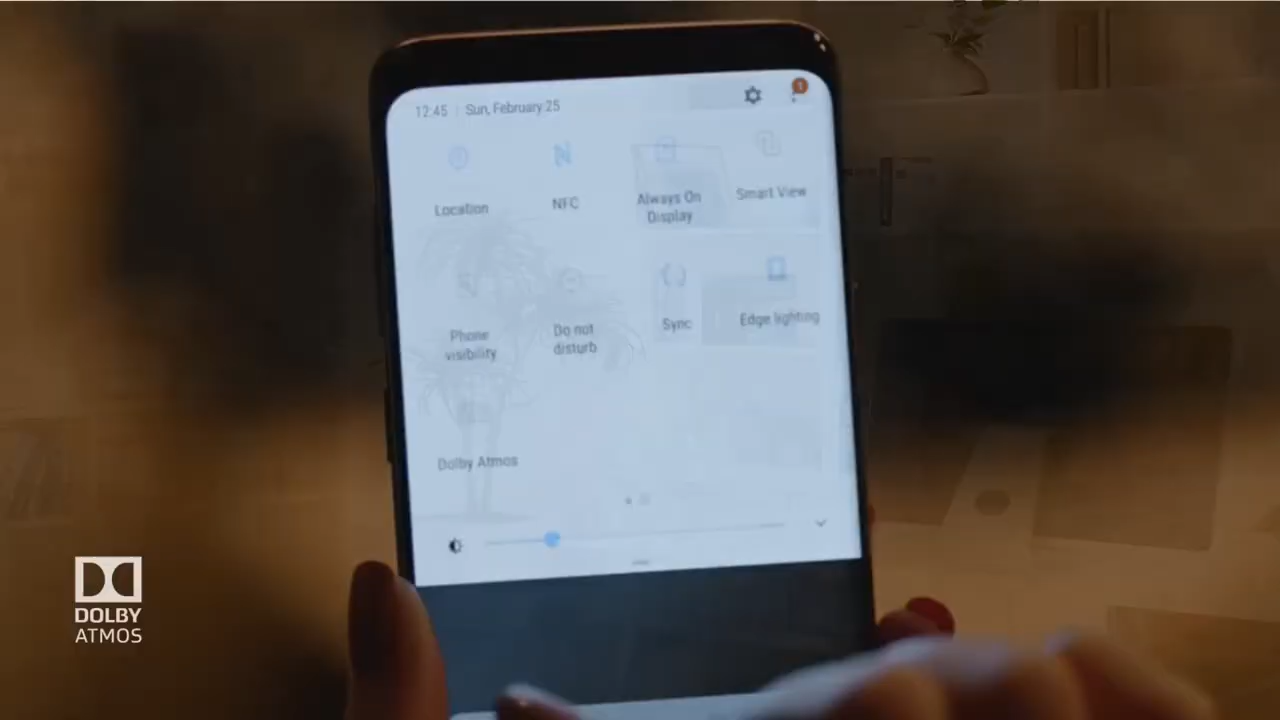 12:45 | Sun, February 25
1
Location
NFC
Always On
Display
Smart View
Phone
visibility
Do not
disturb
Sync
Edge lighting
Dolby Atmos
DOLBY
ATMOS